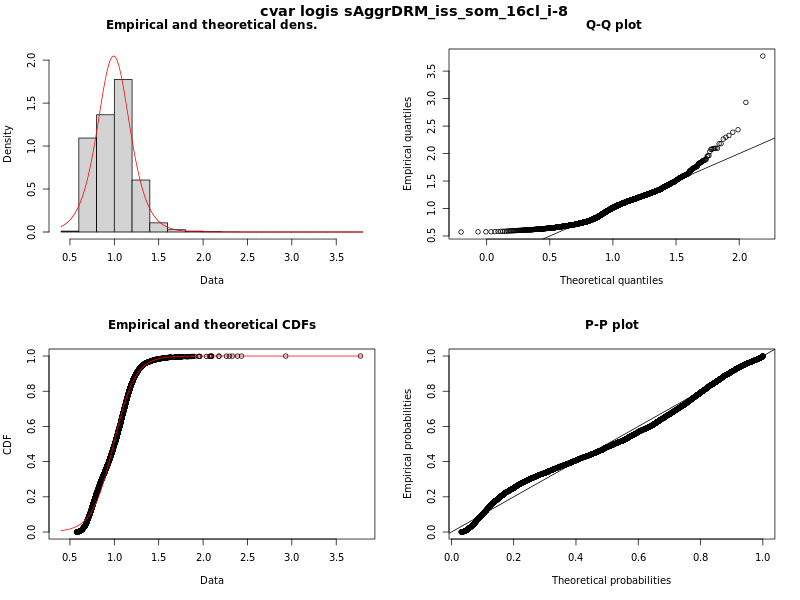 cvar logis sAggrDRM_iss_som_16cl_i-8
Empirical and theoretical dens.
Density
0.0 0.5 1.0 1.5 2.0
0.5 1.0 1.5 2.0 2.5 3.0 3.5
Data
Q-Q plot
Empirical quantiles
0.5 1.0 1.5 2.0 2.5 3.0 3.5
0.0 0.5 1.0 1.5 2.0
Theoretical quantiles
Empirical and theoretical CDFs
CDF
0.0 0.2 0.4 0.6 0.8 1.0
0.5 1.0 1.5 2.0 2.5 3.0 3.5
Data
P-P plot
Empirical probabilities
0.0 0.2 0.4 0.6 0.8 1.0
0.0 0.2 0.4 0.6 0.8 1.0
Theoretical probabilities